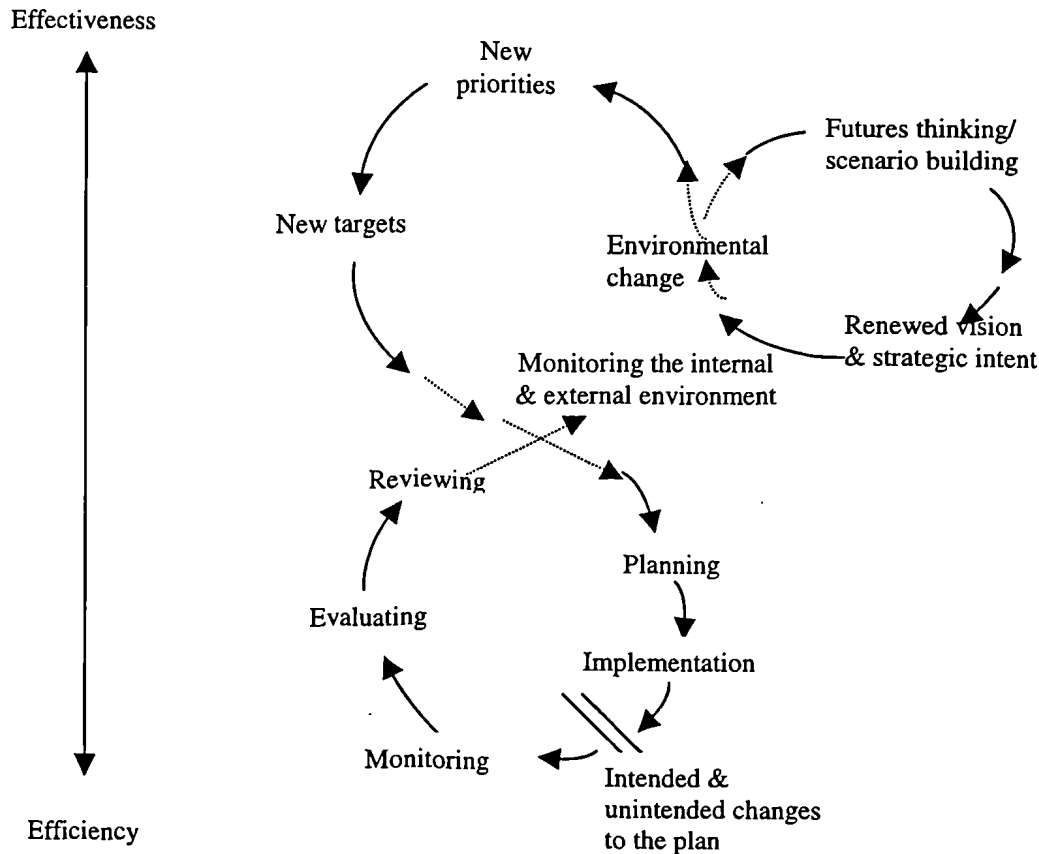 Effectiveness
New
priorities
Futures thinking/
scenario building
New targets
Environmental
change
Renewed vision
& strategic intent
Monitoring the internal
& external environment
Reviewing
Planning
Evaluating
Implementation
Monitoring
Intended &
unintended changes
to the plan
Efficiency